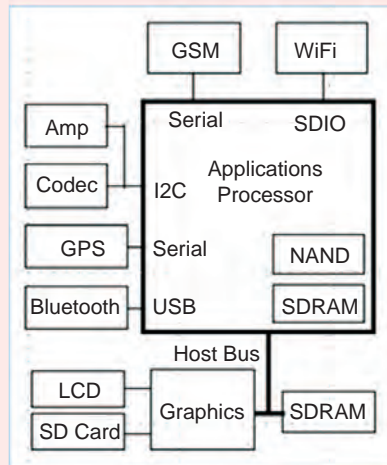 GSM
WiFi
Serial
SDIO
Amp
Codec
I2C
Applications
Processor
GPS
Serial
NAND
Bluetooth
USB
SDRAM
Host Bus
LCD
SD Card
Graphics
SDRAM